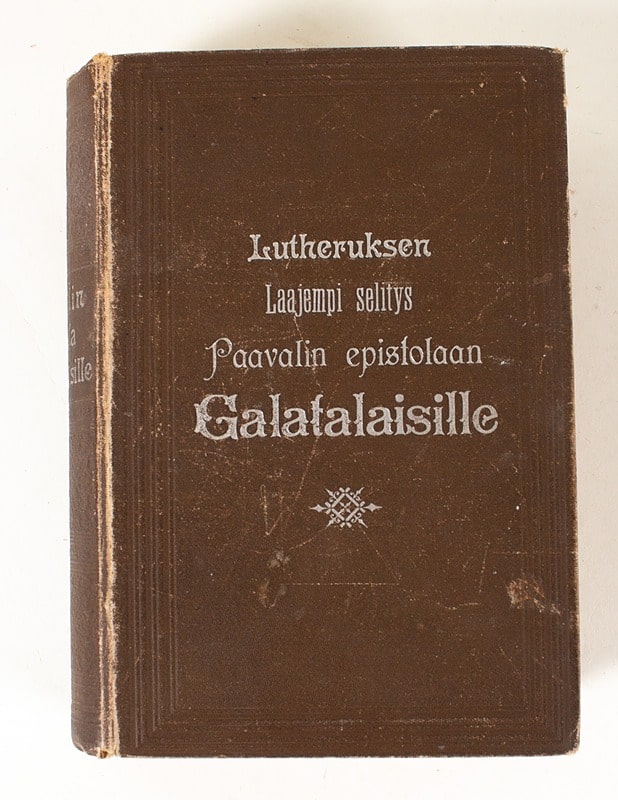 Lutheruksen
Laajempi selitys
Paavalin epistolaan
Galatalaisille